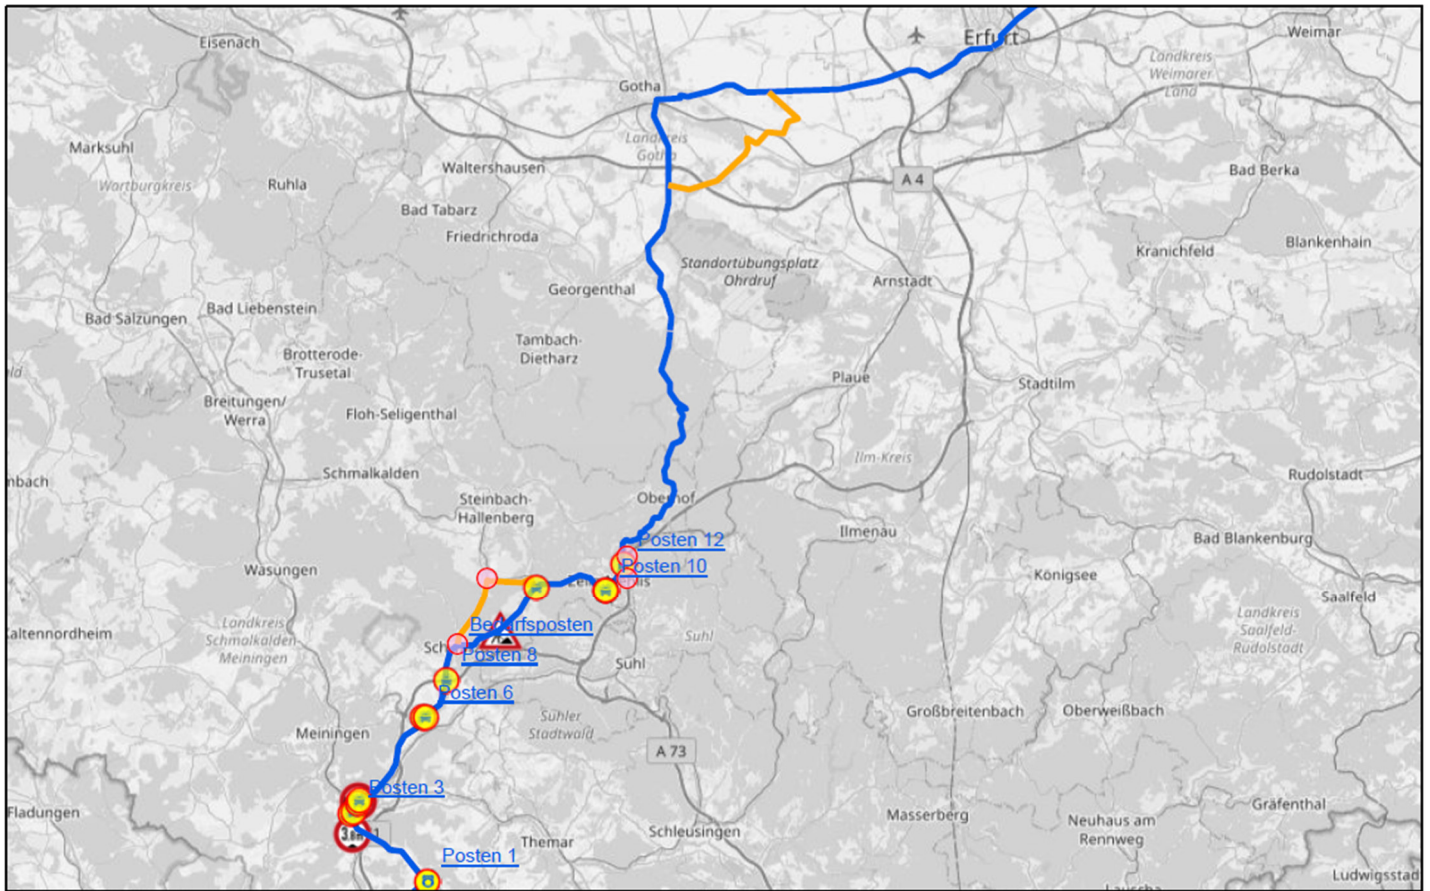 Eisenach
Erfurt
Weimar
Landkreis
Weimarer
Land
Gotha
Marksuhl
Landkreis
Gotha
Waltershausen
Wartburgkreis
Ruhla
A 4
Bad Berka
Bad Tabarz
Friedrichroda
Kranichfeld
Blankenhain
Standortübungsplatz
Ohrdruf
Georgenthal
Arnstadt
Bad Liebenstein
Bad Salzungen
Tambach-
Dietharz
Brotterode-
Trusetal
Plaue
Stadtilm
Breitungen/
Werra
Floh-Seligenthal
Ilm-Kreis
Schmalkalden
Rudolstadt
nbach
Steinbach-
Hallenberg
Oberhof
Ilmenau
Bad Blankenburg
Posten 12
Posten 10
Wasungen
Königsee
Saalfeld
Landkreis
Schmalkalden
Meiningen
Landkreis
Saalfeld-
Rudolstadt
altennordheim
Bedarfsposten
Suhl
Posten 8
Suhl
Posten 6
Großbreitenbach
Oberweißbach
Suhler
Stadtwald
Meiningen
A 73
Posten 3
Fladungen
Masserberg
Gräfenthal
Neuhaus am
Rennweg
Schleusingen
Themar
Posten 1
Ludwigsstad